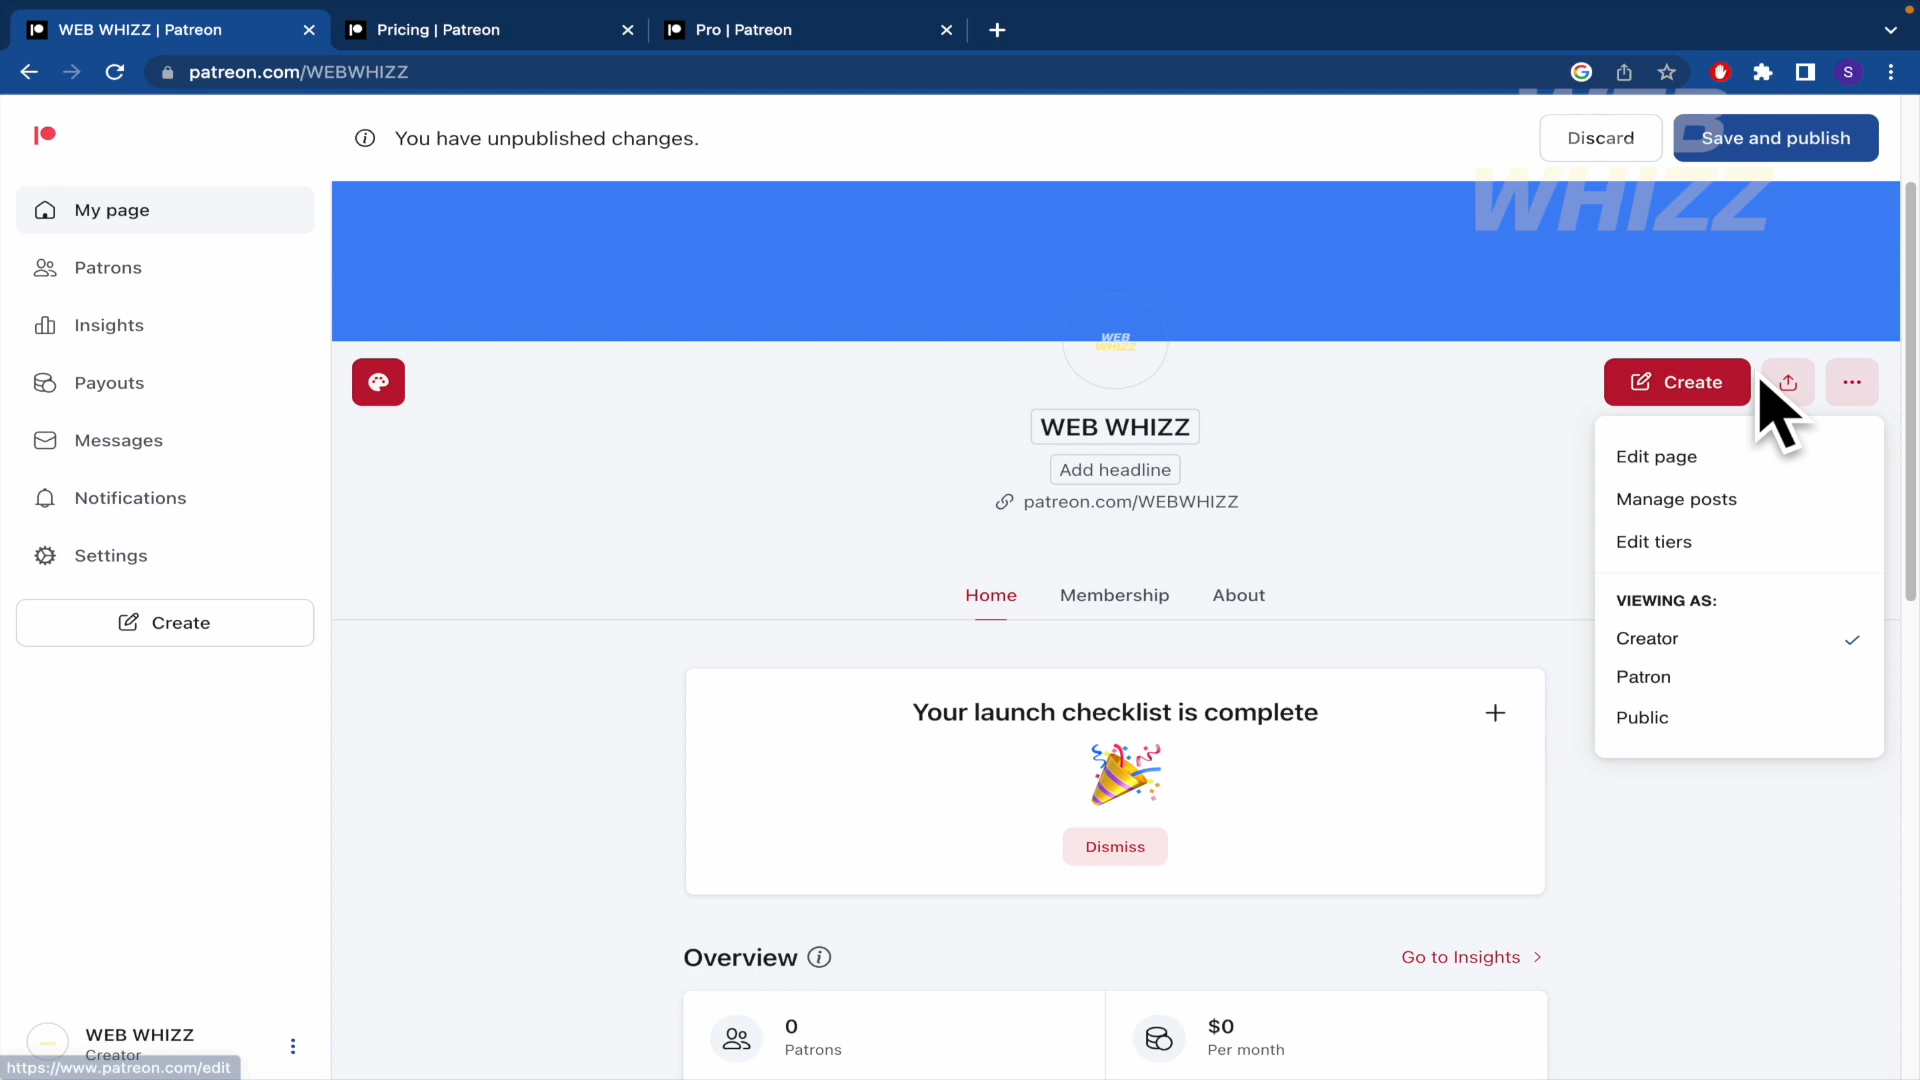 WEB WHIZZ | Patreon
Pricing | Patreon
Pro | Patreon
patreon.com/WEBWHIZZ
S
You have unpublished changes.
Discard
Save and publish
WEB
WHIZZ
My page
Patrons
Insights
Payouts
Messages
Notifications
Settings
Create
WEB
WHIZZ
Create
WEB WHIZZ
Add headline
patreon.com/WEBWHIZZ
Edit page
Manage posts
Edit tiers
VIEWING AS:
Creator
Patron
Public
Home
Membership
About
Your launch checklist is complete
Dismiss
Overview
Go to Insights
0
Patrons
$0
Per month
WEB WHIZZ
Creator
https://www.patreon.com/edit